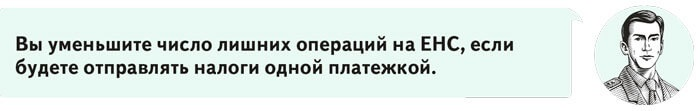 Вы уменьшите число лишних операций на ЕНС, если
будете отправлять налоги одной платежкой.